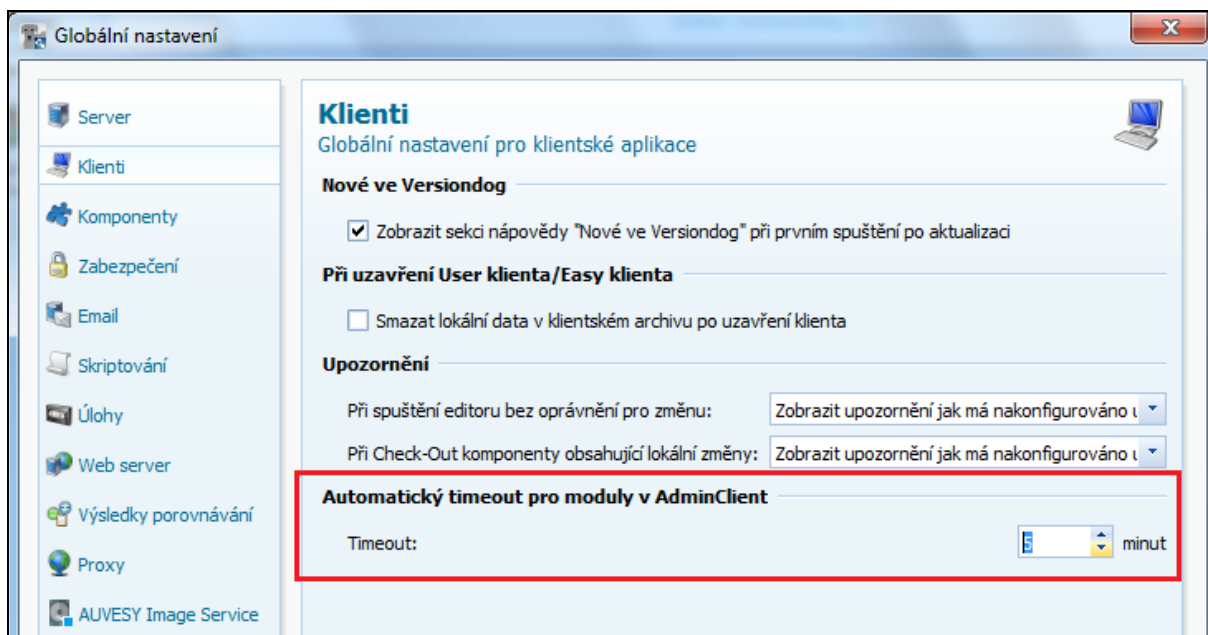 Globální nastavení
Server
Klienti
Komponenty
Zabezpečení
Email
Skriptování
Úlohy
Web server
Výsledky porovnávání
Proxy
AUVESY Image Service
Klienti
Globální nastavení pro klientské aplikace
Nové ve Versiondog
Zobrazit sekci nápovědy "Nové ve Versiondog" při prvním spuštění po aktualizaci
Při uzavření User klienta/Easy klienta
Smazat lokální data v klientském archivu po uzavření klienta
Upozornění
Při spuštění editoru bez oprávnění pro změnu: Zobrazit upozornění jak má nakonfigurováno u
Při Check-Out komponenty obsahující lokální změny: Zobrazit upozornění jak má nakonfigurováno u
Automatický timeout pro moduly v AdminClient
Timeout: 5 minut